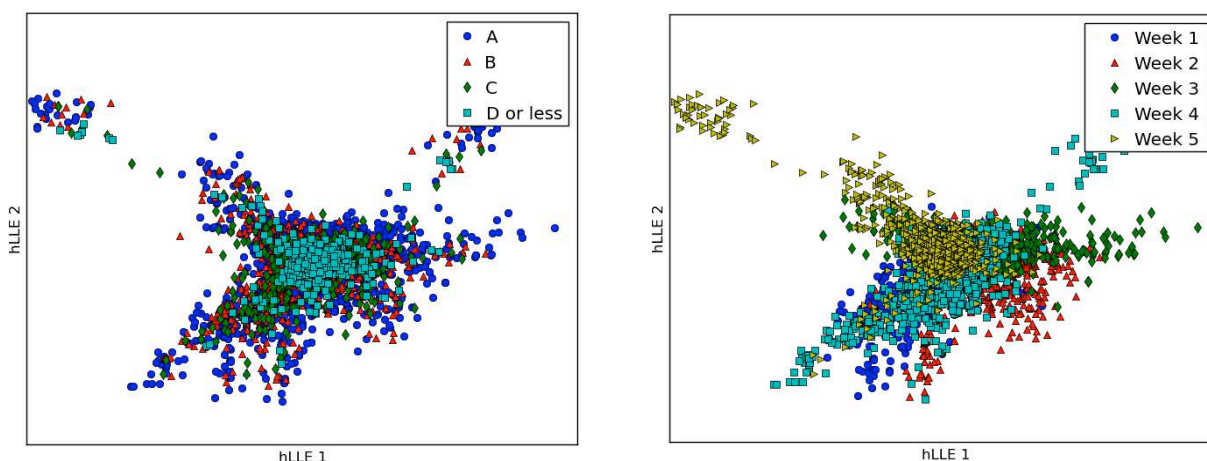 A
B
C
D or less
hLLE 2
hLLE 1
Week 1
Week 2
Week 3
Week 4
Week 5
hLLE 2
hLLE 1